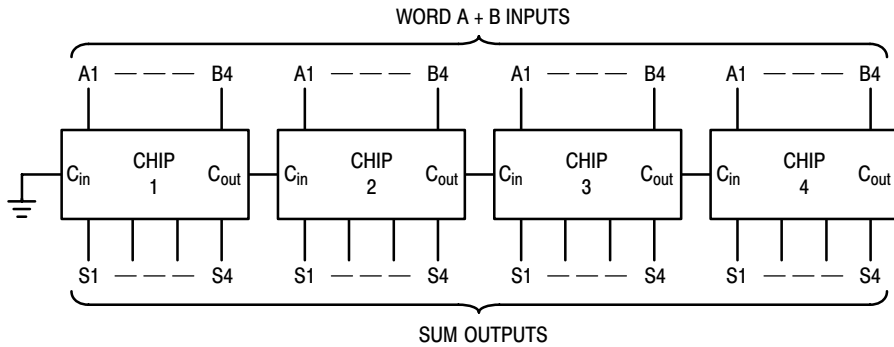 WORD A + B INPUTS
A1 — — — B4 A1 — — — B4 A1 — — — B4 A1 — — — B4
CHIP CHIP CHIP CHIP
Cin 1 Cout Cin 2 Cout Cin 3 Cout Cin 4 Cout
S1 — — — S4 S1 — — — S4 S1 — — — S4 S1 — — — S4
SUM OUTPUTS